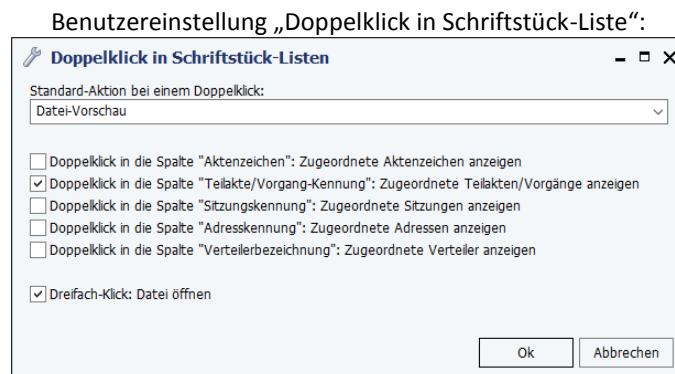 Benutzereinstellung „Doppelklick in Schriftstück-Liste“:
Doppelklick in Schriftstück-Listen
Standard-Aktion bei einem Doppelklick:
Datei-Vorschau
Doppelklick in die Spalte "Aktenzeichen": Zugeordnete Aktenzeichen anzeigen
Doppelklick in die Spalte "Teilakte/Vorgang-Kennung": Zugeordnete Teilakten/Vorgänge anzeigen
Doppelklick in die Spalte "Sitzungskennung": Zugeordnete Sitzungen anzeigen
Doppelklick in die Spalte "Adresskennung": Zugeordnete Adressen anzeigen
Doppelklick in die Spalte "Verteilerbezeichnung": Zugeordnete Verteiler anzeigen
Dreifach-Klick: Datei öffnen
Ok Abbrechen